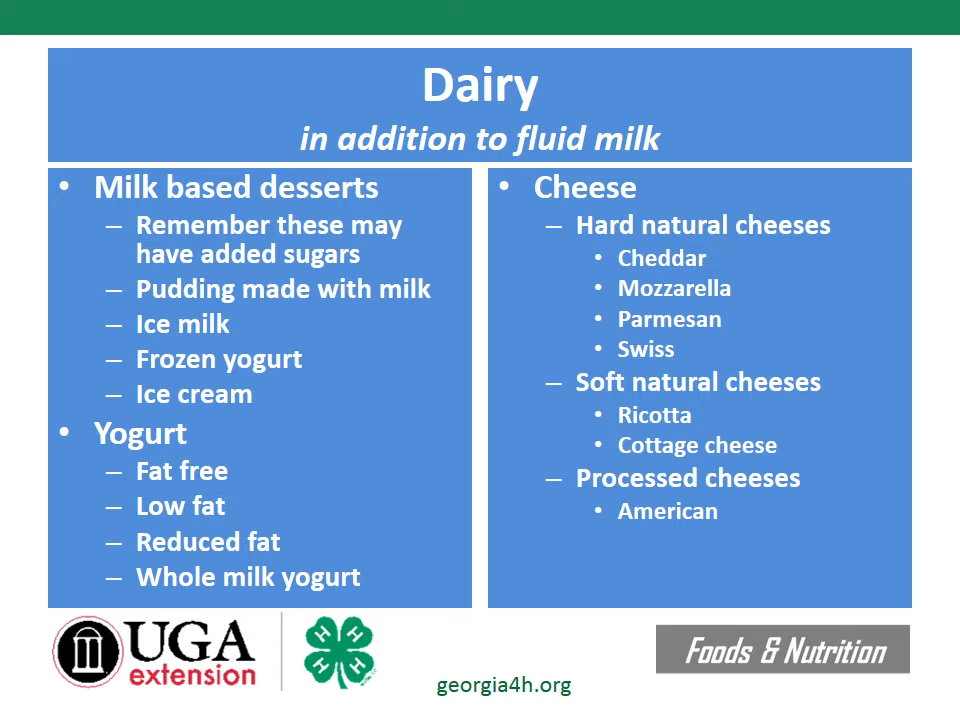 Dairy
in addition to fluid milk
• Milk based desserts
– Remember these may
have added sugars
– Pudding made with milk
– Ice milk
– Frozen yogurt
– Ice cream
• Yogurt
– Fat free
– Low fat
– Reduced fat
– Whole milk yogurt
• Cheese
– Hard natural cheeses
• Cheddar
• Mozzarella
• Parmesan
• Swiss
– Soft natural cheeses
• Ricotta
• Cottage cheese
– Processed cheeses
• American
UGA
extension
H H
H H
georgia4h.org
Foods & Nutrition